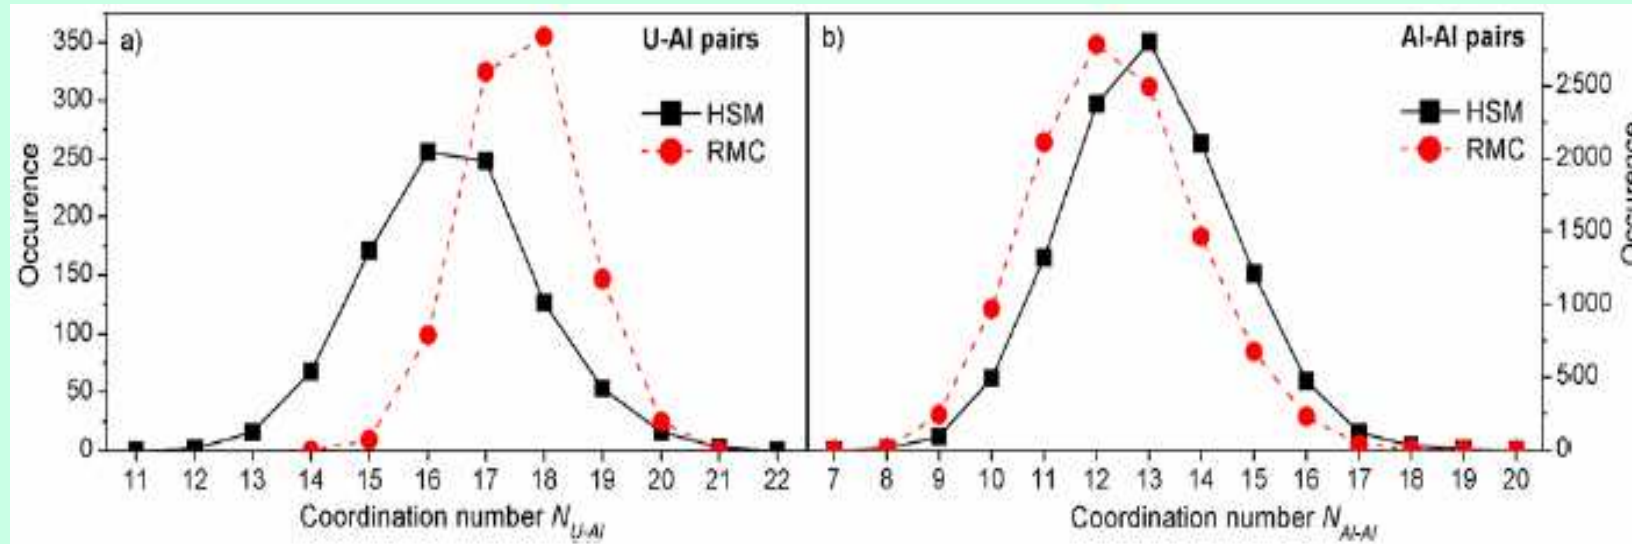 a)
U-Al pairs
HSM
RMC
350
300
250
200
150
100
50
0
Occurence
11 12 13 14 15 16 17 18 19 20 21 22
Coordination number N U-Al
b)
Al-Al pairs
HSM
RMC
2500
2000
1500
1000
500
0
7 8 9 10 11 12 13 14 15 16 17 18 19 20
Coordination number N Al-Al